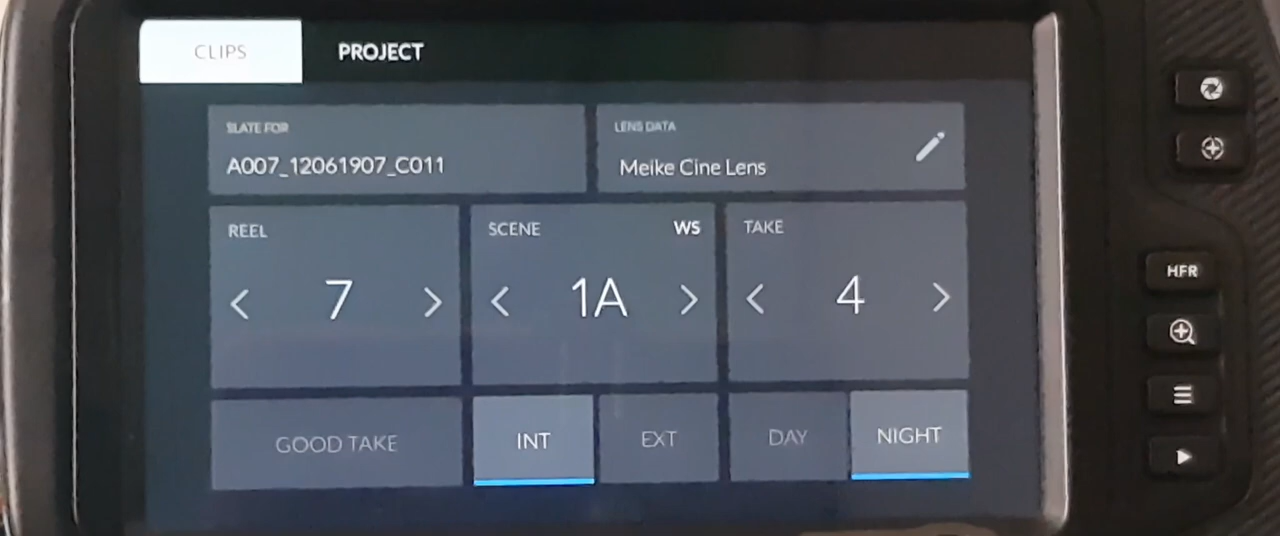 CLIPS PROJECT
SLATE FOR LENS DATA
A007_12061907_C011 Meike Cine Lens
REEL SCENE WS TAKE
7 1A 4
GOOD TAKE INT EXT DAY NIGHT
HFR